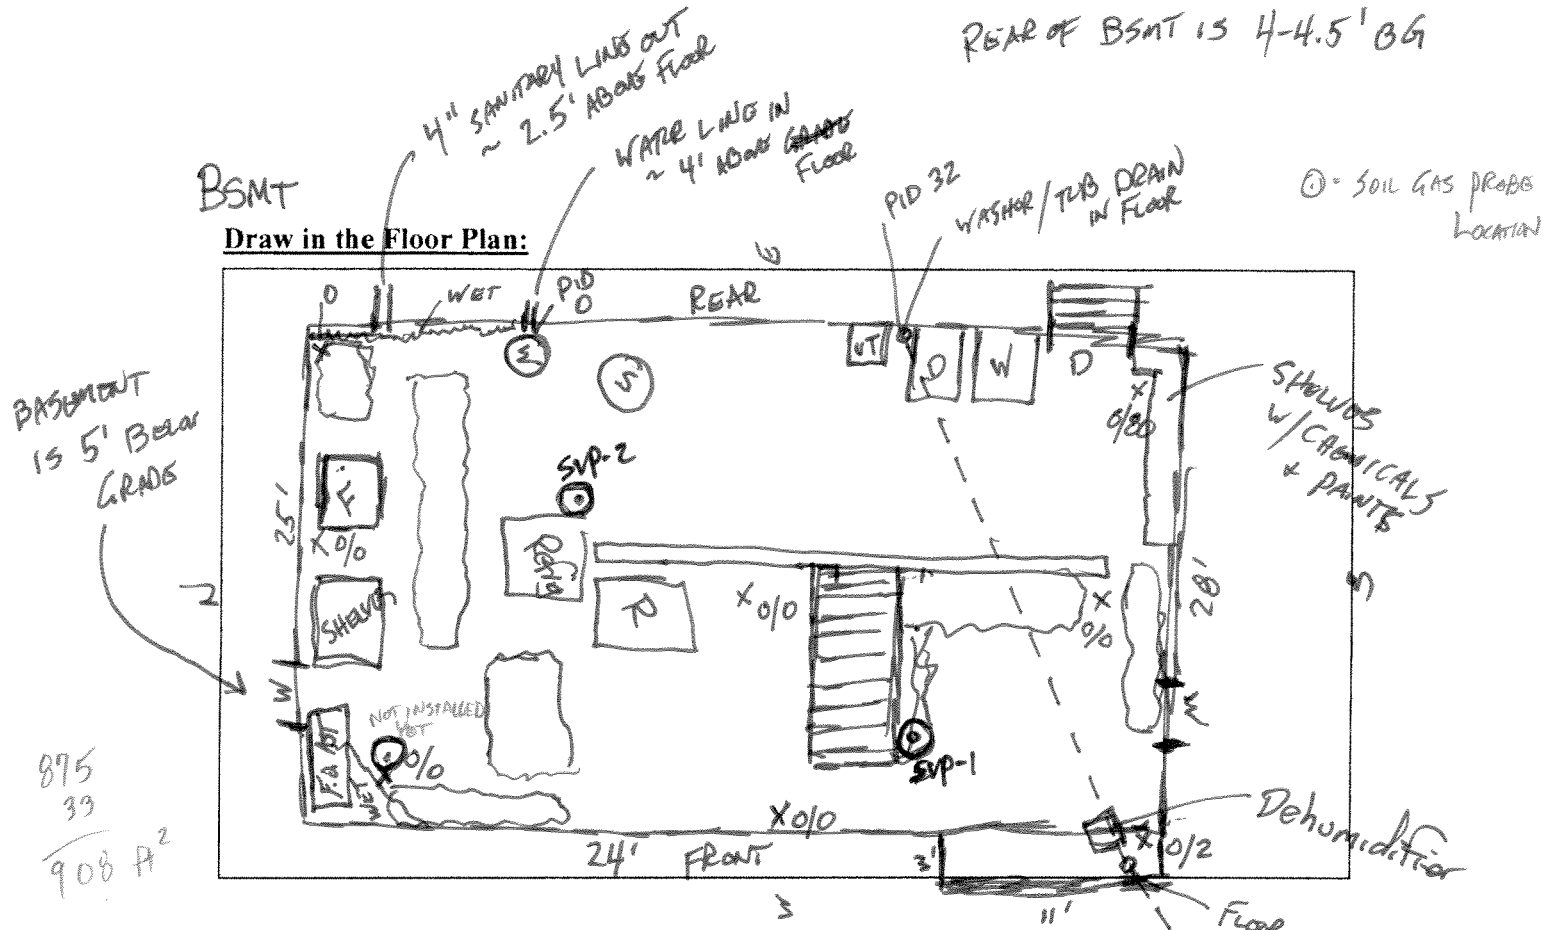 REAR OF BSMT IS 4-4.5' BG
4" SANITARY LINE OUT
~ 2.5' ABOVE FLOOR
WATER LINE IN
~ 4' ABOVE
FLOOR
PID 32
WASHER/TUB DRAIN
IN FLOOR
⊙ - SOIL GAS PROBE
LOCATION
BSMT
Draw in the Floor Plan:
0
WET
PID
0
REAR
UT
D
W
D
S
X
0/80
SHELVES
W/CHEMICALS
& PAINTS
BASEMENT
IS 5' BELOW
GRADE
SVP-2
25'
F
X 0/0
SHELVES
R
X 0/0
X
0/0
28'
W
NOT INSTALLED
YET
0/0
X
WET
SVP-1
X 0/0
Dehumidifier
X 0/2
24'
FRONT
3'
11'
FLOOR
875
33
908 ft²